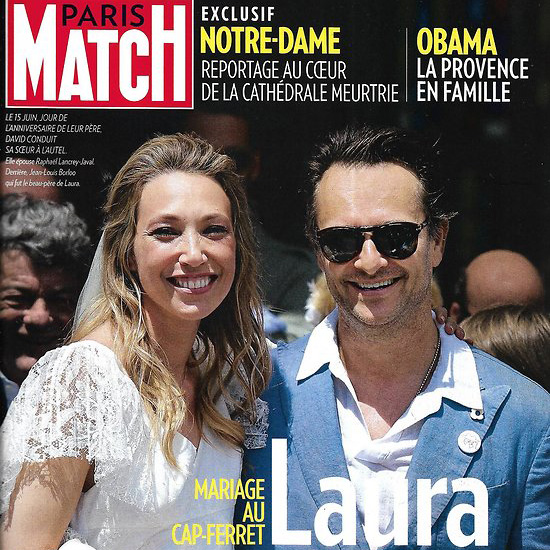 PARIS
MATCH
EXCLUSIF
NOTRE-DAME
REPORTAGE AU CŒUR
DE LA CATHÉDRALE MEURTRIE
OBAMA
LA PROVENCE
EN FAMILLE
LE 15 JUIN, JOUR DE
L'ANNIVERSAIRE DE LEUR PÈRE,
DAVID CONDUIT
SA SŒUR À L'AUTEL.
Elle épouse Raphaël Lancrey-Javal.
Derrière, Jean-Louis Borloo
qui fut le beau-père de Laura.
MARIAGE
AU
CAP-FERRET
Laura